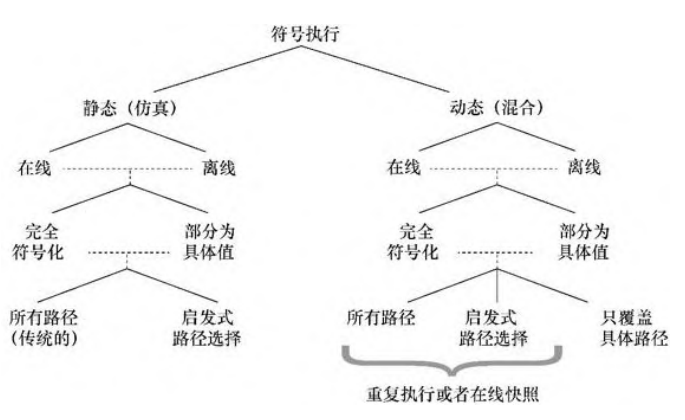 符号执行
静态（仿真）
动态（混合）
在线
离线
在线
离线
完全
符号化
部分为
具体值
完全
符号化
部分为
具体值
所有路径
(传统的)
启发式
路径选择
所有路径
启发式
路径选择
只覆盖
具体路径
重复执行或者在线快照